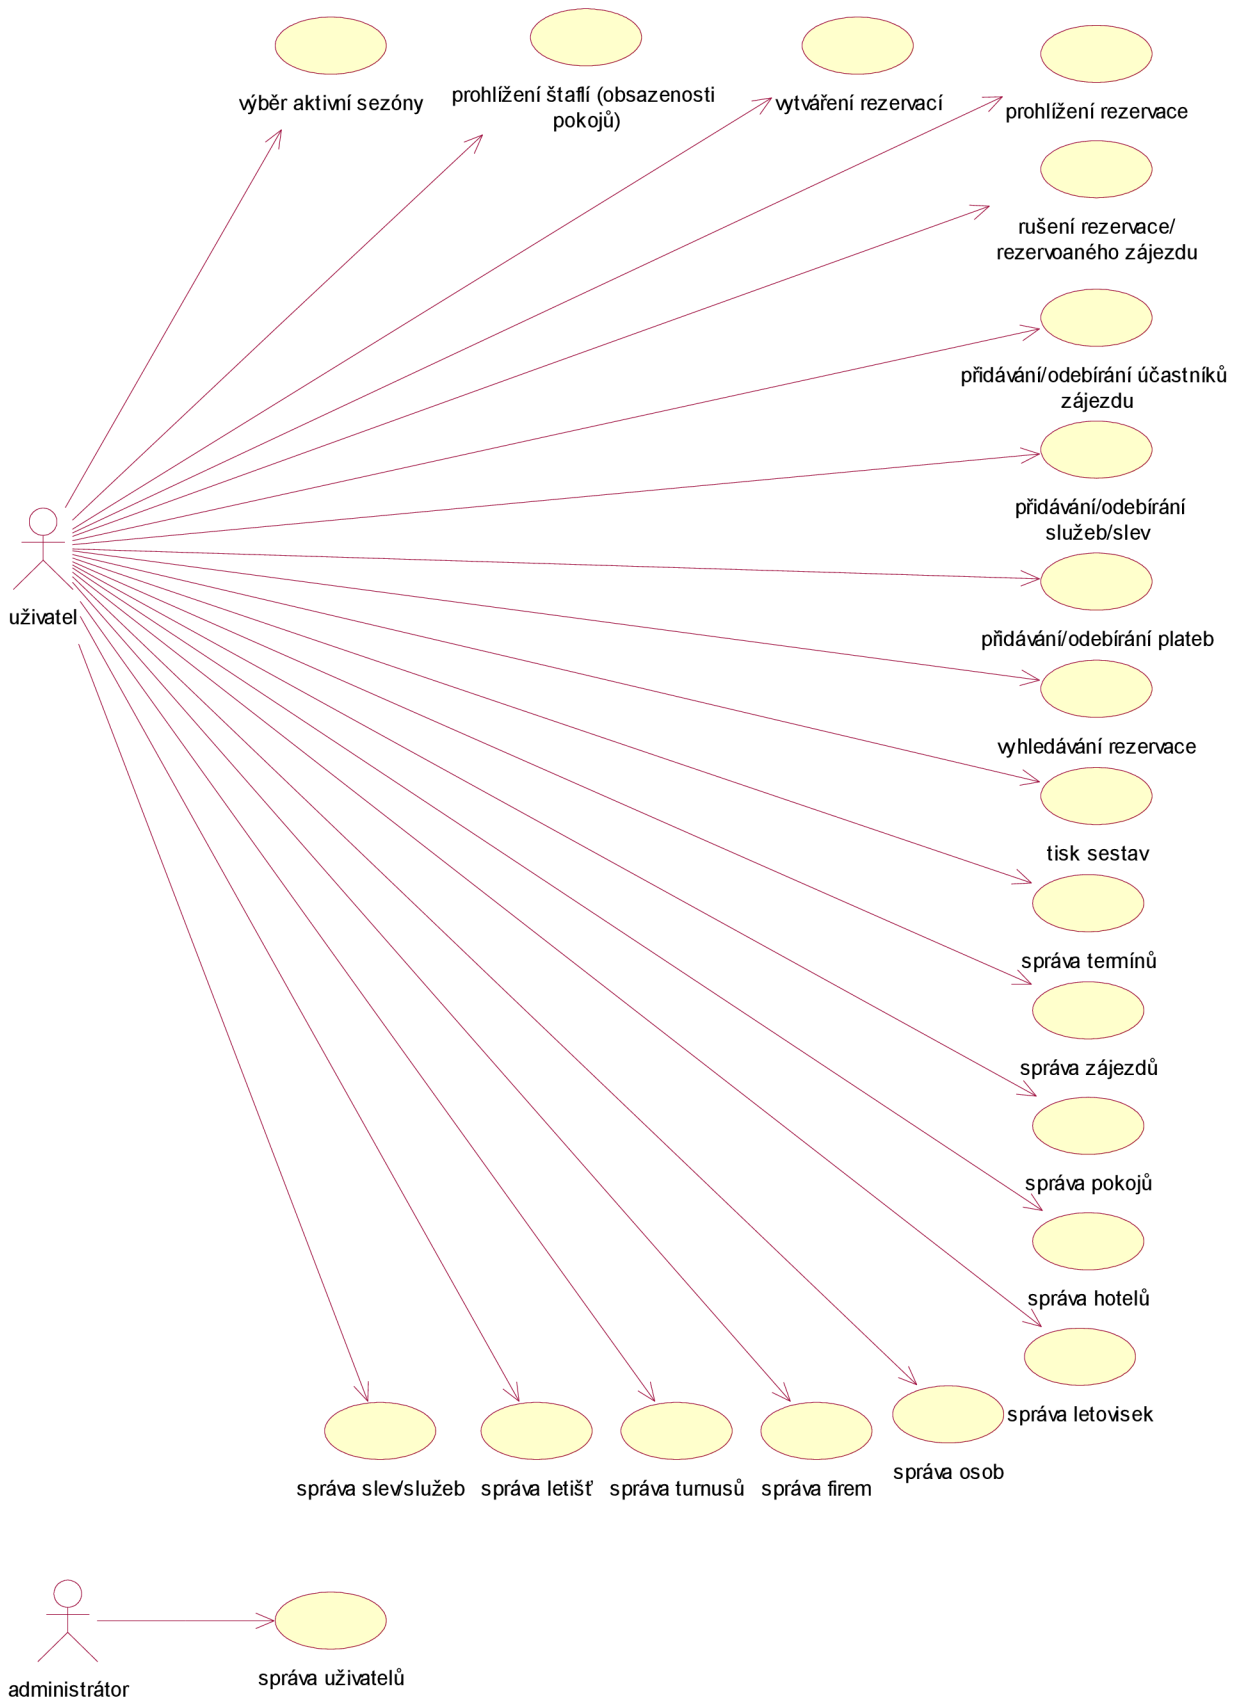 výběr aktivní sezóny
prohlížení štaflí (obsazenosti
pokojů)
vytváření rezervací
prohlížení rezervace
rušení rezervace/
rezervoaného zájezdu
přidávání/odebírání účastníků
zájezdu
přidávání/odebírání
služeb/slev
uživatel
přidávání/odebírání plateb
vyhledávání rezervace
tisk sestav
správa termínů
správa zájezdů
správa pokojů
správa hotelů
správa letovisek
správa osob
správa slev/služeb
správa letišť
správa turnusů
správa firem
správa uživatelů
administrátor